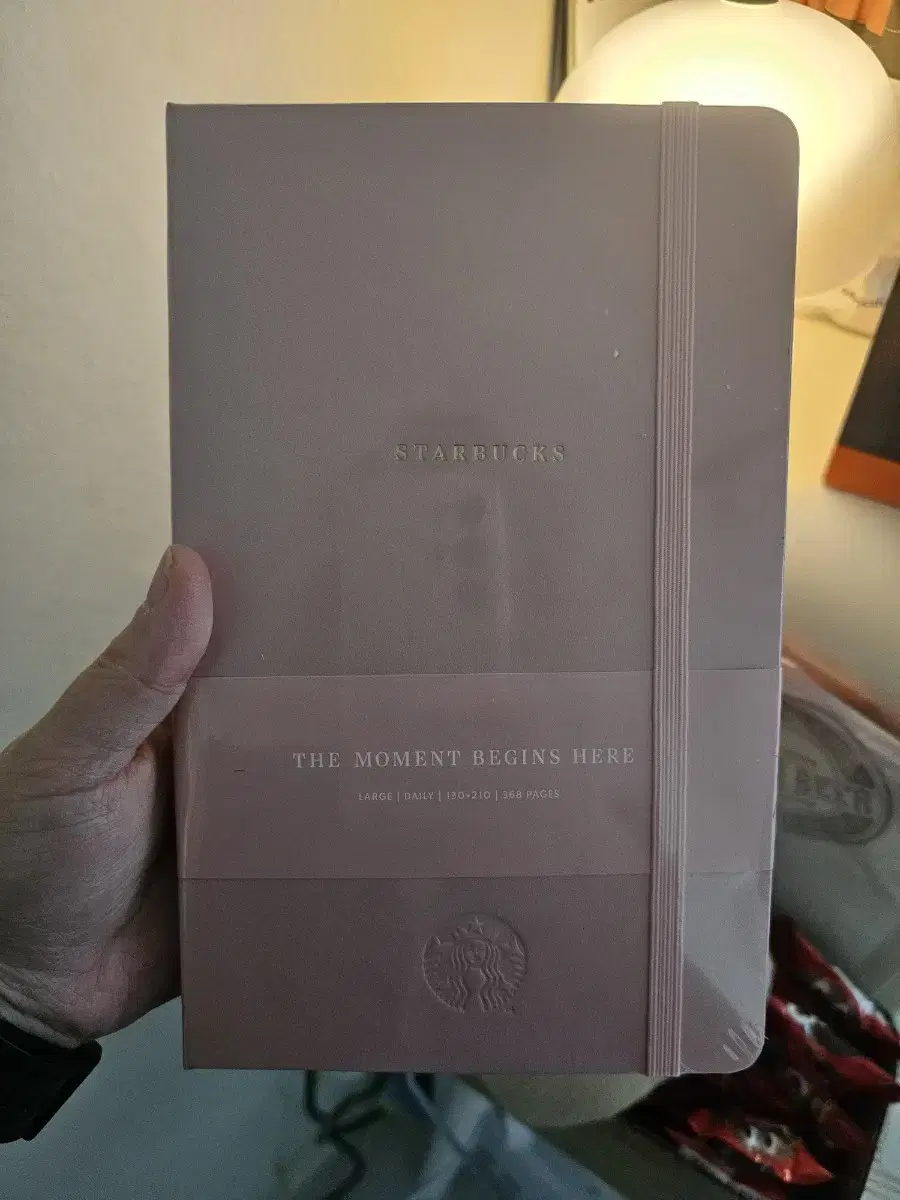 STARBUCKS
THE MOMENT BEGINS HERE
LARGE | DAILY | 130×210 | 368 PAGES